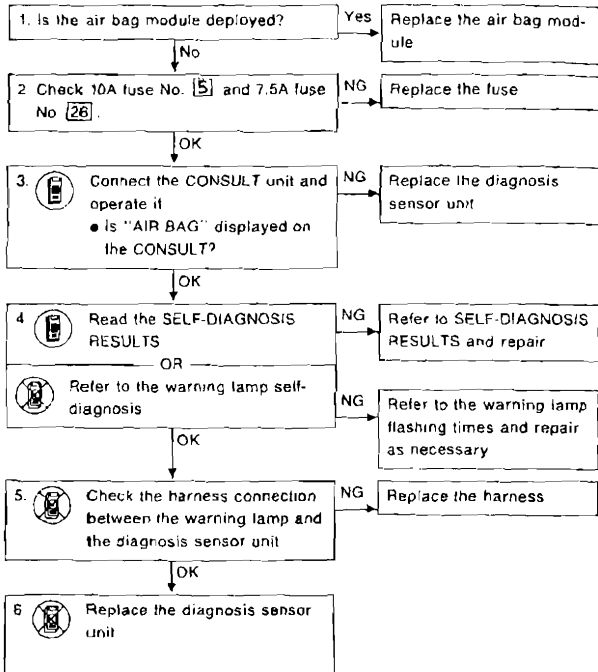 1. Is the air bag module deployed?
Yes
Replace the air bag mod-
ule
No
2 Check 10A fuse No. 5 and 7.5A fuse
No 26.
NG
Replace the fuse
OK
3. Connect the CONSULT unit and
operate it
● Is "AIR BAG" displayed on
the CONSULT?
NG
Replace the diagnosis
sensor unit
OK
4 Read the SELF-DIAGNOSIS
RESULTS
NG
Refer to SELF-DIAGNOSIS
RESULTS and repair
OR
Refer to the warning lamp self-
diagnosis
NG
Refer to the warning lamp
flashing times and repair
as necessary
OK
5. Check the harness connection
between the warning lamp and
the diagnosis sensor unit
NG
Replace the harness
OK
6 Replace the diagnosis sensor
unit